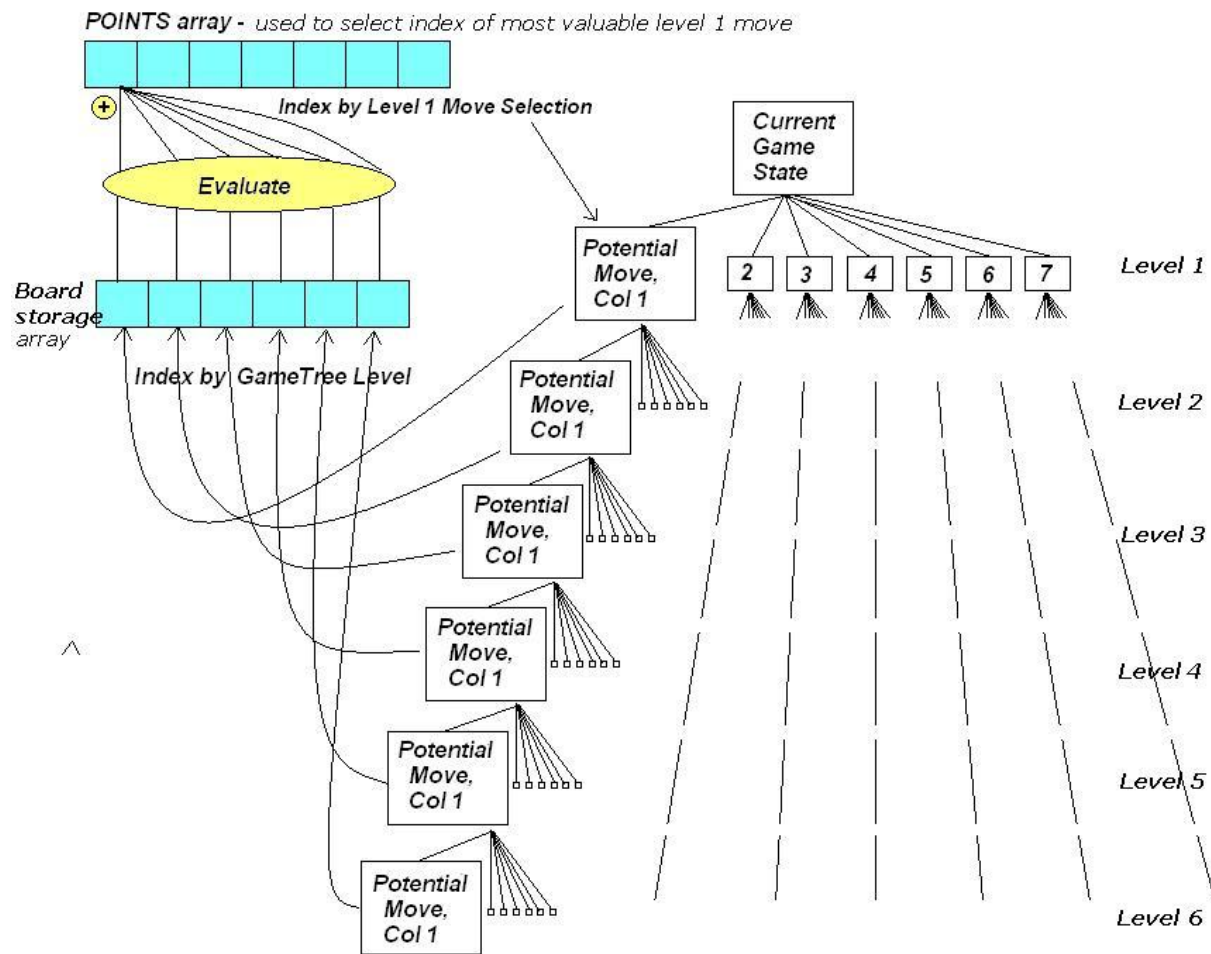 POINTS array - used to select index of most valuable level 1 move
+
Index by Level 1 Move Selection
Current
Game
State
Evaluate
Potential
Move,
Col 1
2
3
4
5
6
7
Level 1
Board
storage
array
Index by GameTree Level
Potential
Move,
Col 1
Level 2
Potential
Move,
Col 1
Level 3
Potential
Move,
Col 1
Level 4
Potential
Move,
Col 1
Level 5
Potential
Move,
Col 1
Level 6